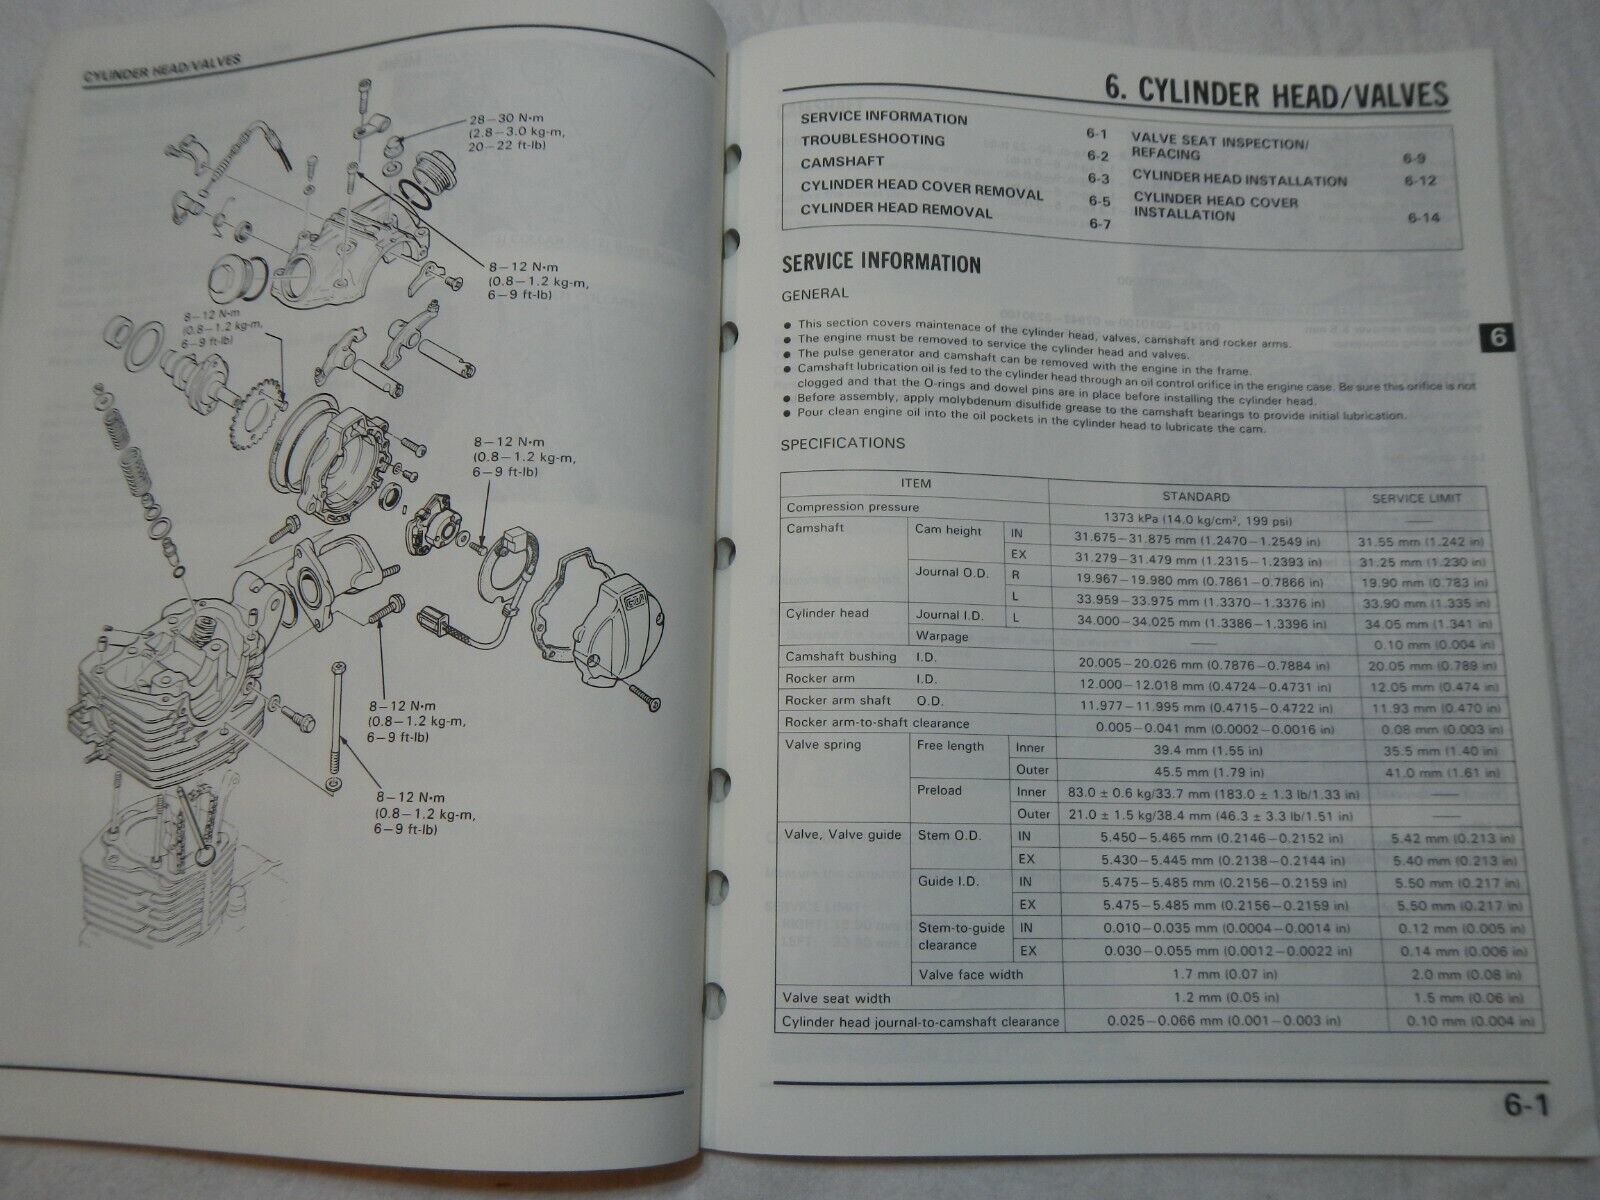 CYLINDER HEAD/VALVES
28–30 N·m
(2.8–3.0 kg-m,
20–22 ft-lb)
8–12 N·m
(0.8–1.2 kg-m,
6–9 ft-lb)
8–12 N·m
(0.8–1.2 kg-m,
6–9 ft-lb)
8–12 N·m
(0.8–1.2 kg-m,
6–9 ft-lb)
8–12 N·m
(0.8–1.2 kg-m,
6–9 ft-lb)
8–12 N·m
(0.8–1.2 kg-m,
6–9 ft-lb)
6. CYLINDER HEAD/VALVES
SERVICE INFORMATION 6-1
TROUBLESHOOTING 6-2
CAMSHAFT 6-3
CYLINDER HEAD COVER REMOVAL 6-5
CYLINDER HEAD REMOVAL 6-7
VALVE SEAT INSPECTION/
REFACING 6-9
CYLINDER HEAD INSTALLATION 6-12
CYLINDER HEAD COVER
INSTALLATION 6-14
SERVICE INFORMATION
GENERAL
6
● This section covers maintenace of the cylinder head, valves, camshaft and rocker arms.
● The engine must be removed to service the cylinder head and valves.
● The pulse generator and camshaft can be removed with the engine in the frame.
● Camshaft lubrication oil is fed to the cylinder head through an oil control orifice in the engine case. Be sure this orifice is not
clogged and that the O-rings and dowel pins are in place before installing the cylinder head.
● Before assembly, apply molybdenum disulfide grease to the camshaft bearings to provide initial lubrication.
● Pour clean engine oil into the oil pockets in the cylinder head to lubricate the cam.
SPECIFICATIONS
ITEM STANDARD SERVICE LIMIT
Compression pressure 1373 kPa (14.0 kg/cm², 199 psi) ——
Camshaft Cam height IN 31.675–31.875 mm (1.2470–1.2549 in) 31.55 mm (1.242 in)
EX 31.279–31.479 mm (1.2315–1.2393 in) 31.25 mm (1.230 in)
Journal O.D. R 19.967–19.980 mm (0.7861–0.7866 in) 19.90 mm (0.783 in)
L 33.959–33.975 mm (1.3370–1.3376 in) 33.90 mm (1.335 in)
Cylinder head Journal I.D. L 34.000–34.025 mm (1.3386–1.3396 in) 34.05 mm (1.341 in)
Warpage —— 0.10 mm (0.004 in)
Camshaft bushing I.D. 20.005–20.026 mm (0.7876–0.7884 in) 20.05 mm (0.789 in)
Rocker arm I.D. 12.000–12.018 mm (0.4724–0.4731 in) 12.05 mm (0.474 in)
Rocker arm shaft O.D. 11.977–11.995 mm (0.4715–0.4722 in) 11.93 mm (0.470 in)
Rocker arm-to-shaft clearance 0.005–0.041 mm (0.0002–0.0016 in) 0.08 mm (0.003 in)
Valve spring Free length Inner 39.4 mm (1.55 in) 35.5 mm (1.40 in)
Outer 45.5 mm (1.79 in) 41.0 mm (1.61 in)
Preload Inner 83.0 ± 0.6 kg/33.7 mm (183.0 ± 1.3 lb/1.33 in) ——
Outer 21.0 ± 1.5 kg/38.4 mm (46.3 ± 3.3 lb/1.51 in) ——
Valve, Valve guide Stem O.D. IN 5.450–5.465 mm (0.2146–0.2152 in) 5.42 mm (0.213 in)
EX 5.430–5.445 mm (0.2138–0.2144 in) 5.40 mm (0.213 in)
Guide I.D. IN 5.475–5.485 mm (0.2156–0.2159 in) 5.50 mm (0.217 in)
EX 5.475–5.485 mm (0.2156–0.2159 in) 5.50 mm (0.217 in)
Stem-to-guide
clearance IN 0.010–0.035 mm (0.0004–0.0014 in) 0.12 mm (0.005 in)
EX 0.030–0.055 mm (0.0012–0.0022 in) 0.14 mm (0.006 in)
Valve face width 1.7 mm (0.07 in) 2.0 mm (0.08 in)
Valve seat width 1.2 mm (0.05 in) 1.5 mm (0.06 in)
Cylinder head journal-to-camshaft clearance 0.025–0.066 mm (0.001–0.003 in) 0.10 mm (0.004 in)
6-1